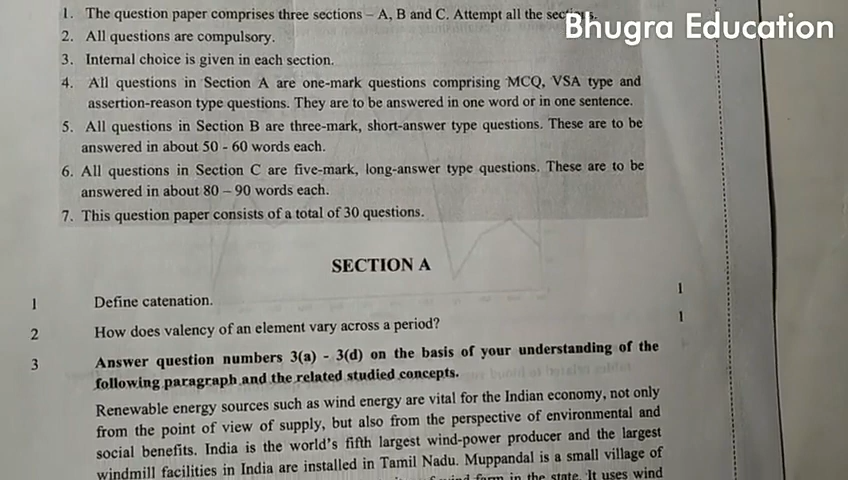 Bhugra Education
1. The question paper comprises three sections – A, B and C. Attempt all the
2. All questions are compulsory.
3. Internal choice is given in each section.
4. All questions in Section A are one-mark questions comprising MCQ, VSA type and
assertion-reason type questions. They are to be answered in one word or in one sentence.
5. All questions in Section B are three-mark, short-answer type questions. These are to be
answered in about 50 - 60 words each.
6. All questions in Section C are five-mark, long-answer type questions. These are to be
answered in about 80 – 90 words each.
7. This question paper consists of a total of 30 questions.
SECTION A
1 Define catenation. 1
2 How does valency of an element vary across a period? 1
3 Answer question numbers 3(a) - 3(d) on the basis of your understanding of the
following paragraph and the related studied concepts.
Renewable energy sources such as wind energy are vital for the Indian economy, not only
from the point of view of supply, but also from the perspective of environmental and
social benefits. India is the world's fifth largest wind-power producer and the largest
windmill facilities in India are installed in Tamil Nadu. Muppandal is a small village of
in the state. It uses wind